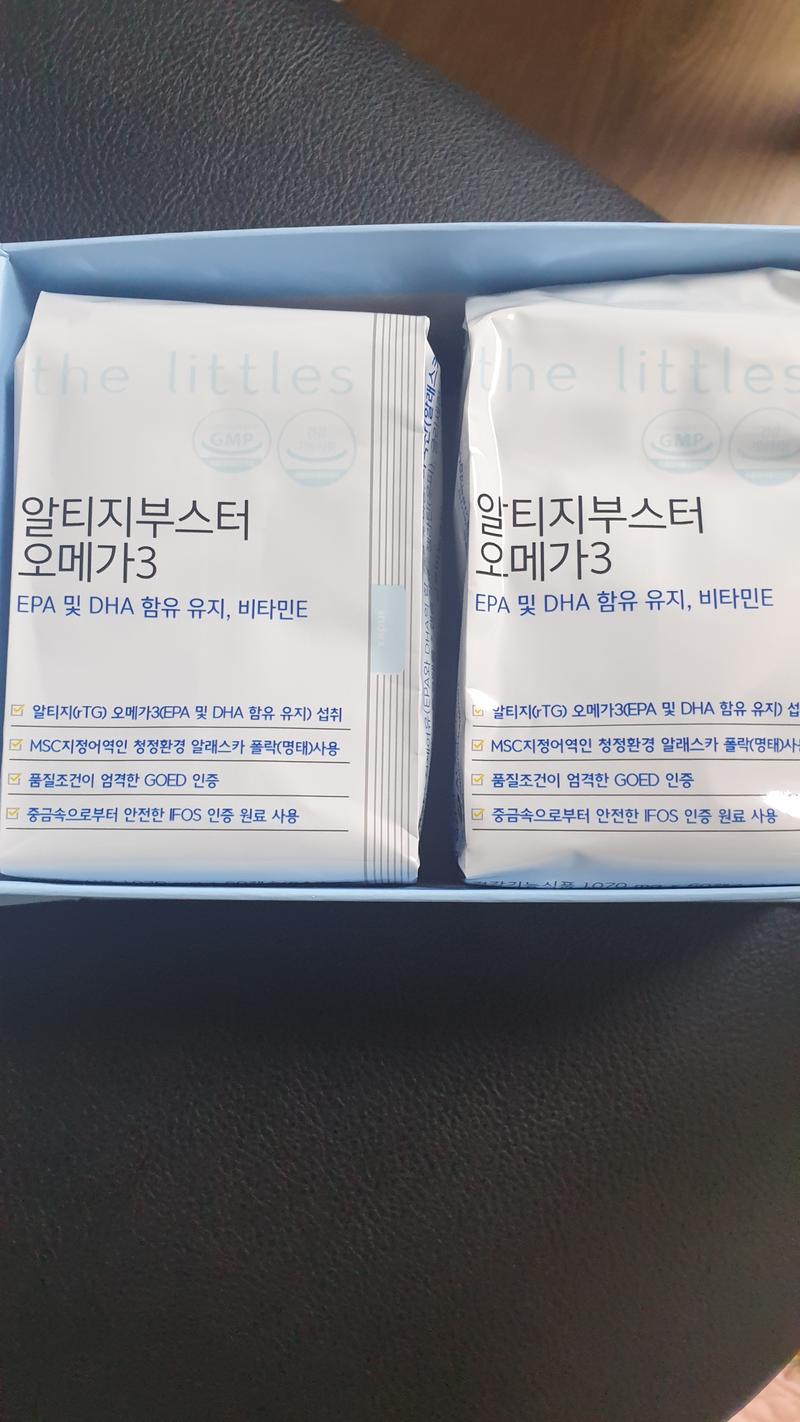 the littles
GMP
알티지부스터
오메가3
EPA 및 DHA 함유 유지, 비타민E
알티지(rTG) 오메가3(EPA 및 DHA 함유 유지) 섭취
MSC지정어역인 청정환경 알래스카 폴락(명태)사용
품질조건이 엄격한 GOED 인증
중금속으로부터 안전한 IFOS 인증 원료 사용
the littles
GMP
알티지부스터
오메가3
EPA 및 DHA 함유 유지, 비타민E
알티지(rTG) 오메가3(EPA 및 DHA 함유 유지) 섭
MSC지정어역인 청정환경 알래스카 폴락(명태)사
품질조건이 엄격한 GOED 인증
중금속으로부터 안전한 IFOS 인증 원료 사용